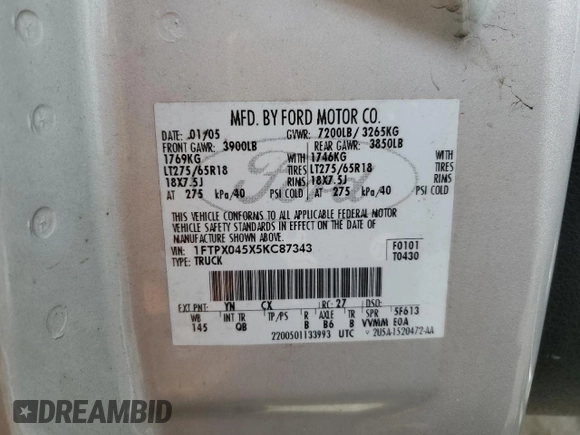 MFD. BY FORD MOTOR CO.
DATE: 01/05 GVWR: 7200LB/ 3265KG
FRONT GAWR: 3900LB REAR GAWR: 3850LB
1769KG WITH 1746KG WITH
LT275/65R18 TIRES LT275/65R18 TIRES
18X7.5J RIMS 18X7.5J RIMS
AT 275 kPa/40 PSI COLD AT 275 kPa/40 PSI COLD
THIS VEHICLE CONFORMS TO ALL APPLICABLE FEDERAL MOTOR
VEHICLE SAFETY STANDARDS IN EFFECT ON THE DATE OF
MANUFACTURE SHOWN ABOVE.
VIN: 1FTPX045X5KC87343 F0101
TYPE: TRUCK T0430
EXT PNT: YN CX RC: 27 DSO:
WB INT TR TP/PS R AXLE TR SPR 5F613
145 QB B B6 B VVMM E0A
2200501133993 UTC 2U5A-1520472-AA
Ford
DREAMBID